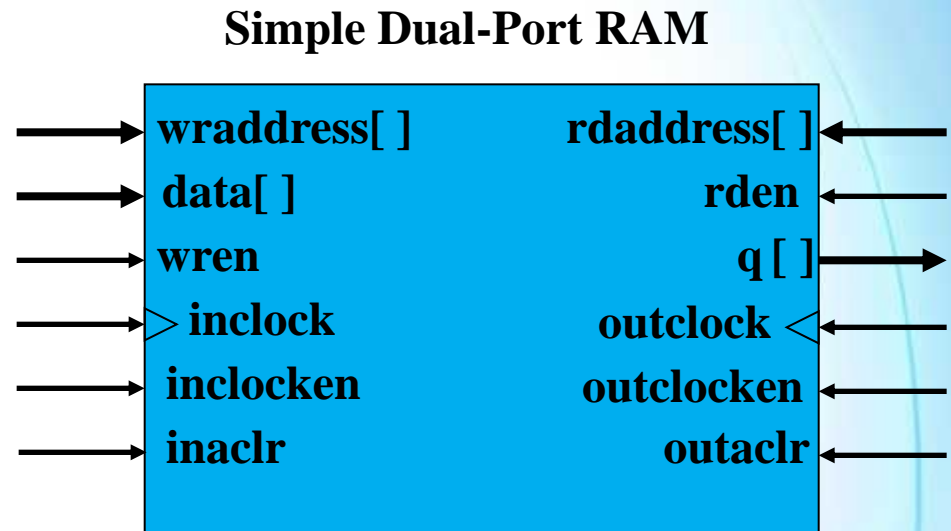 Simple Dual-Port RAM
wraddress[ ] rdaddress[ ]
data[ ] rden
wren q [ ]
inclock outclock
inclocken outclocken
inaclr outaclr